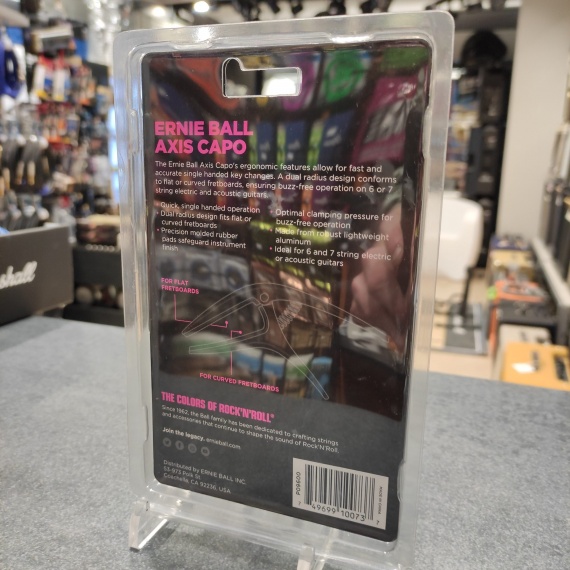 ERNIE BALL
AXIS CAPO
The Ernie Ball Axis Capo's ergonomic features allow for fast and
accurate single handed key changes. A dual radius design conforms
to flat or curved fretboards, ensuring buzz-free operation on 6 or 7
string electric and acoustic guitars.
• Quick, single handed operation
• Dual radius design fits flat or
curved fretboards
• Precision molded rubber
pads safeguard instrument
finish
• Optimal clamping pressure for
buzz-free operation
• Made from robust lightweight
aluminum
• Ideal for 6 and 7 string electric
or acoustic guitars
FOR FLAT
FRETBOARDS
FOR CURVED FRETBOARDS
THE COLORS OF ROCK'N'ROLL®
Since 1962, the Ball family has been dedicated to crafting strings
and accessories that continue to shape the sound of Rock'N'Roll.
Join the legacy. ernieball.com
Distributed by ERNIE BALL INC.
53-973 Polk St.
Coachella, CA 92236, USA
P09600
49699 10073